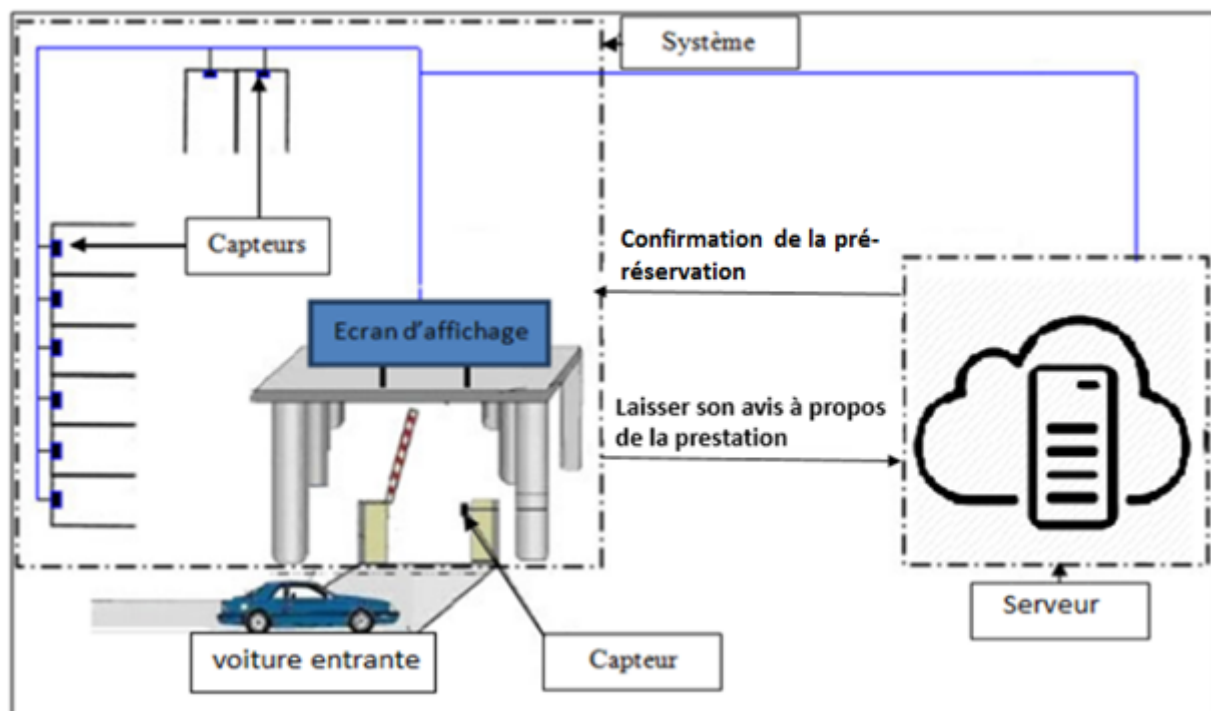 Système
Capteurs
Confirmation de la pré-
réservation
Ecran d'affichage
Laisser son avis à propos
de la prestation
Serveur
voiture entrante
Capteur